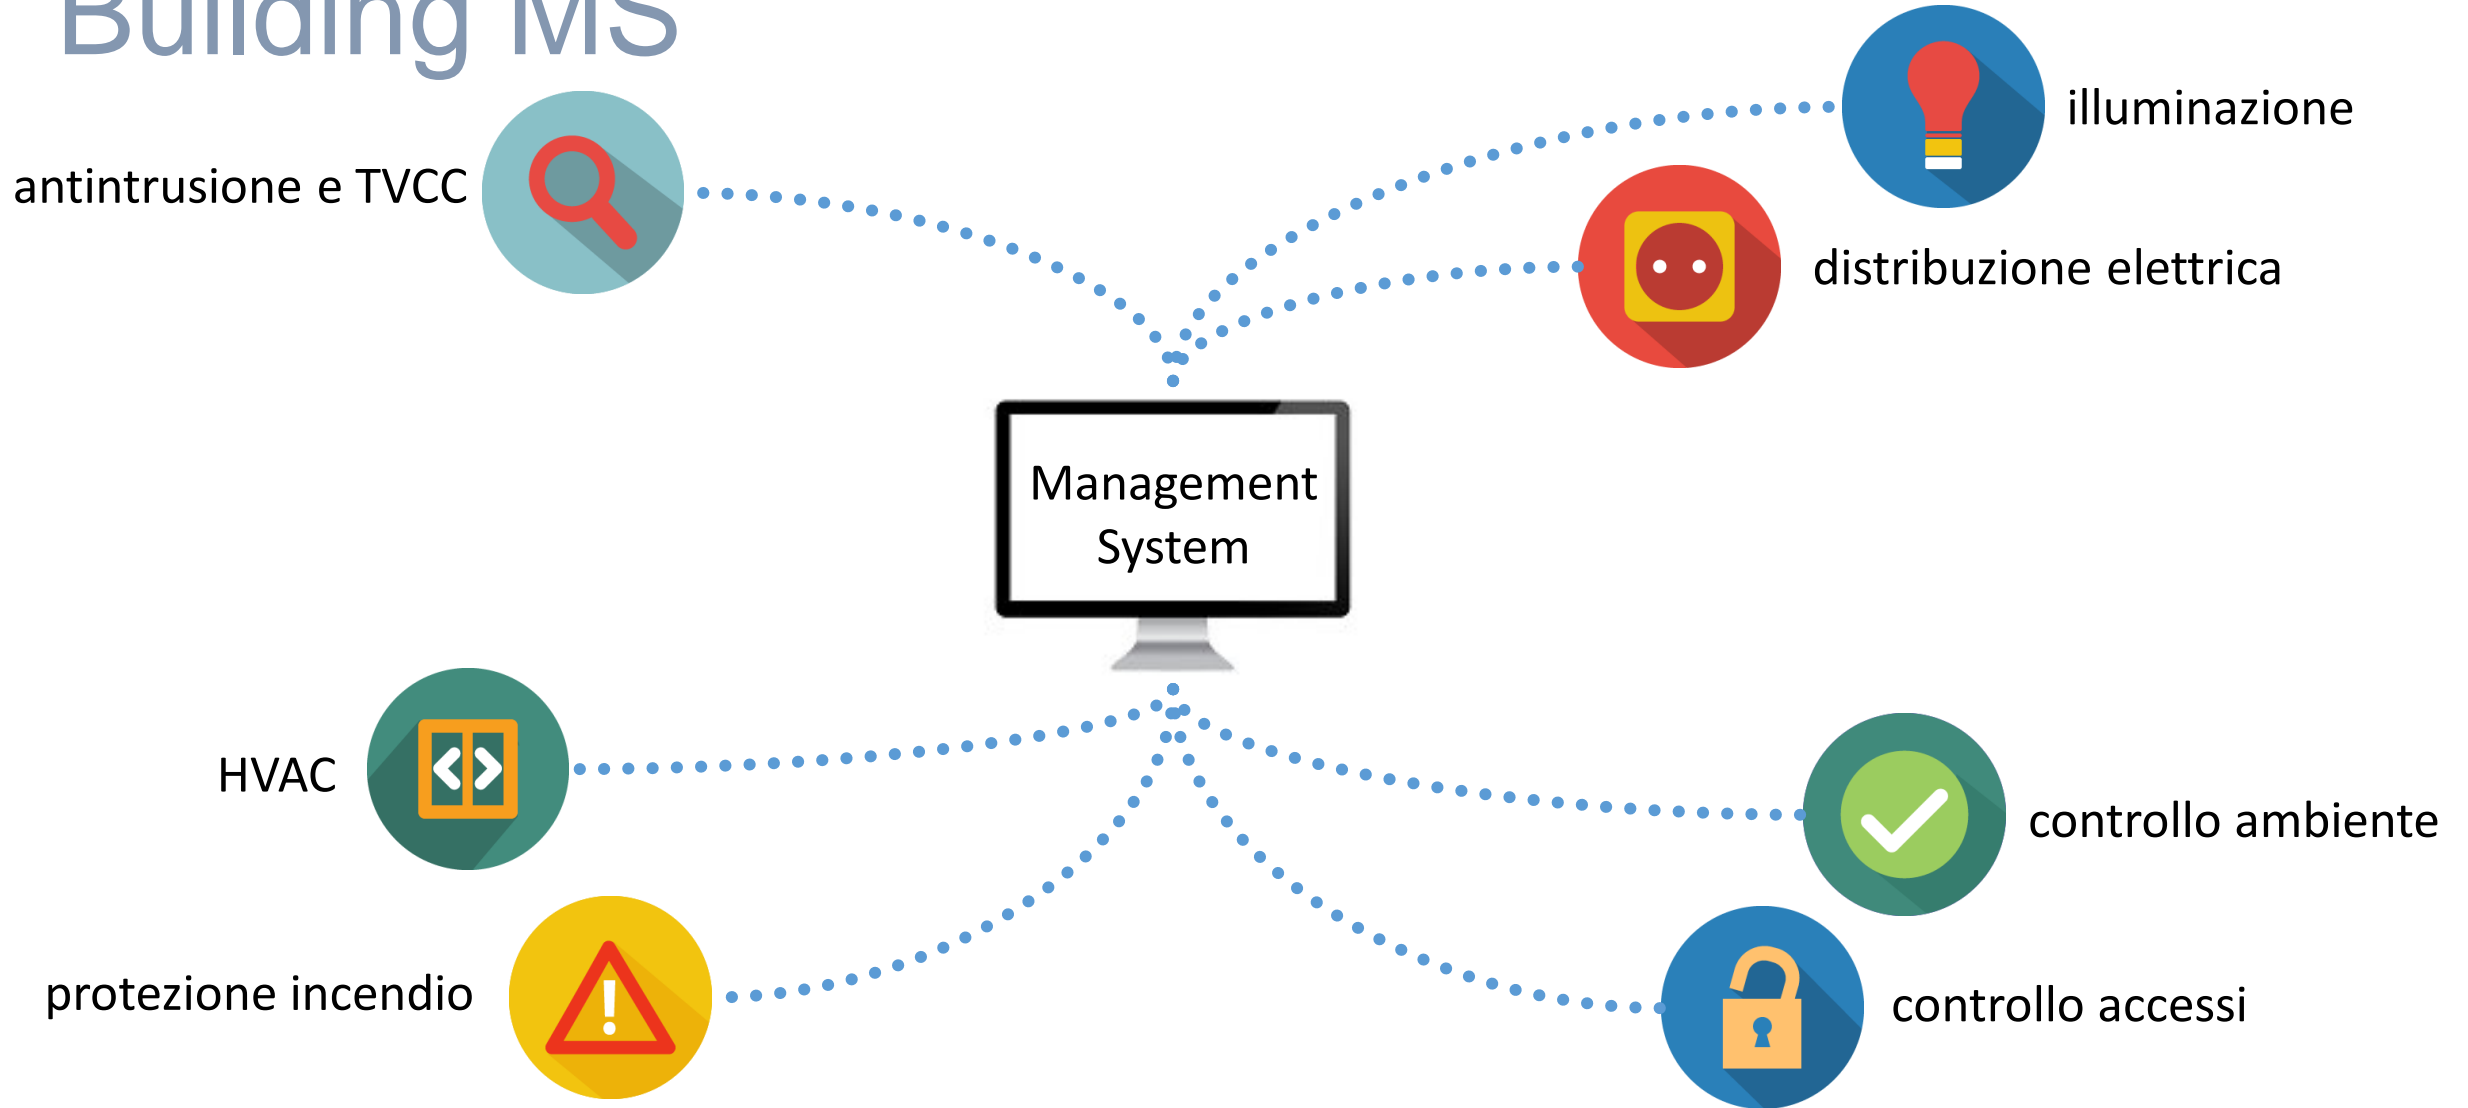 Building MS
illuminazione
antintrusione e TVCC
distribuzione elettrica
Management
System
HVAC
controllo ambiente
protezione incendio
controllo accessi